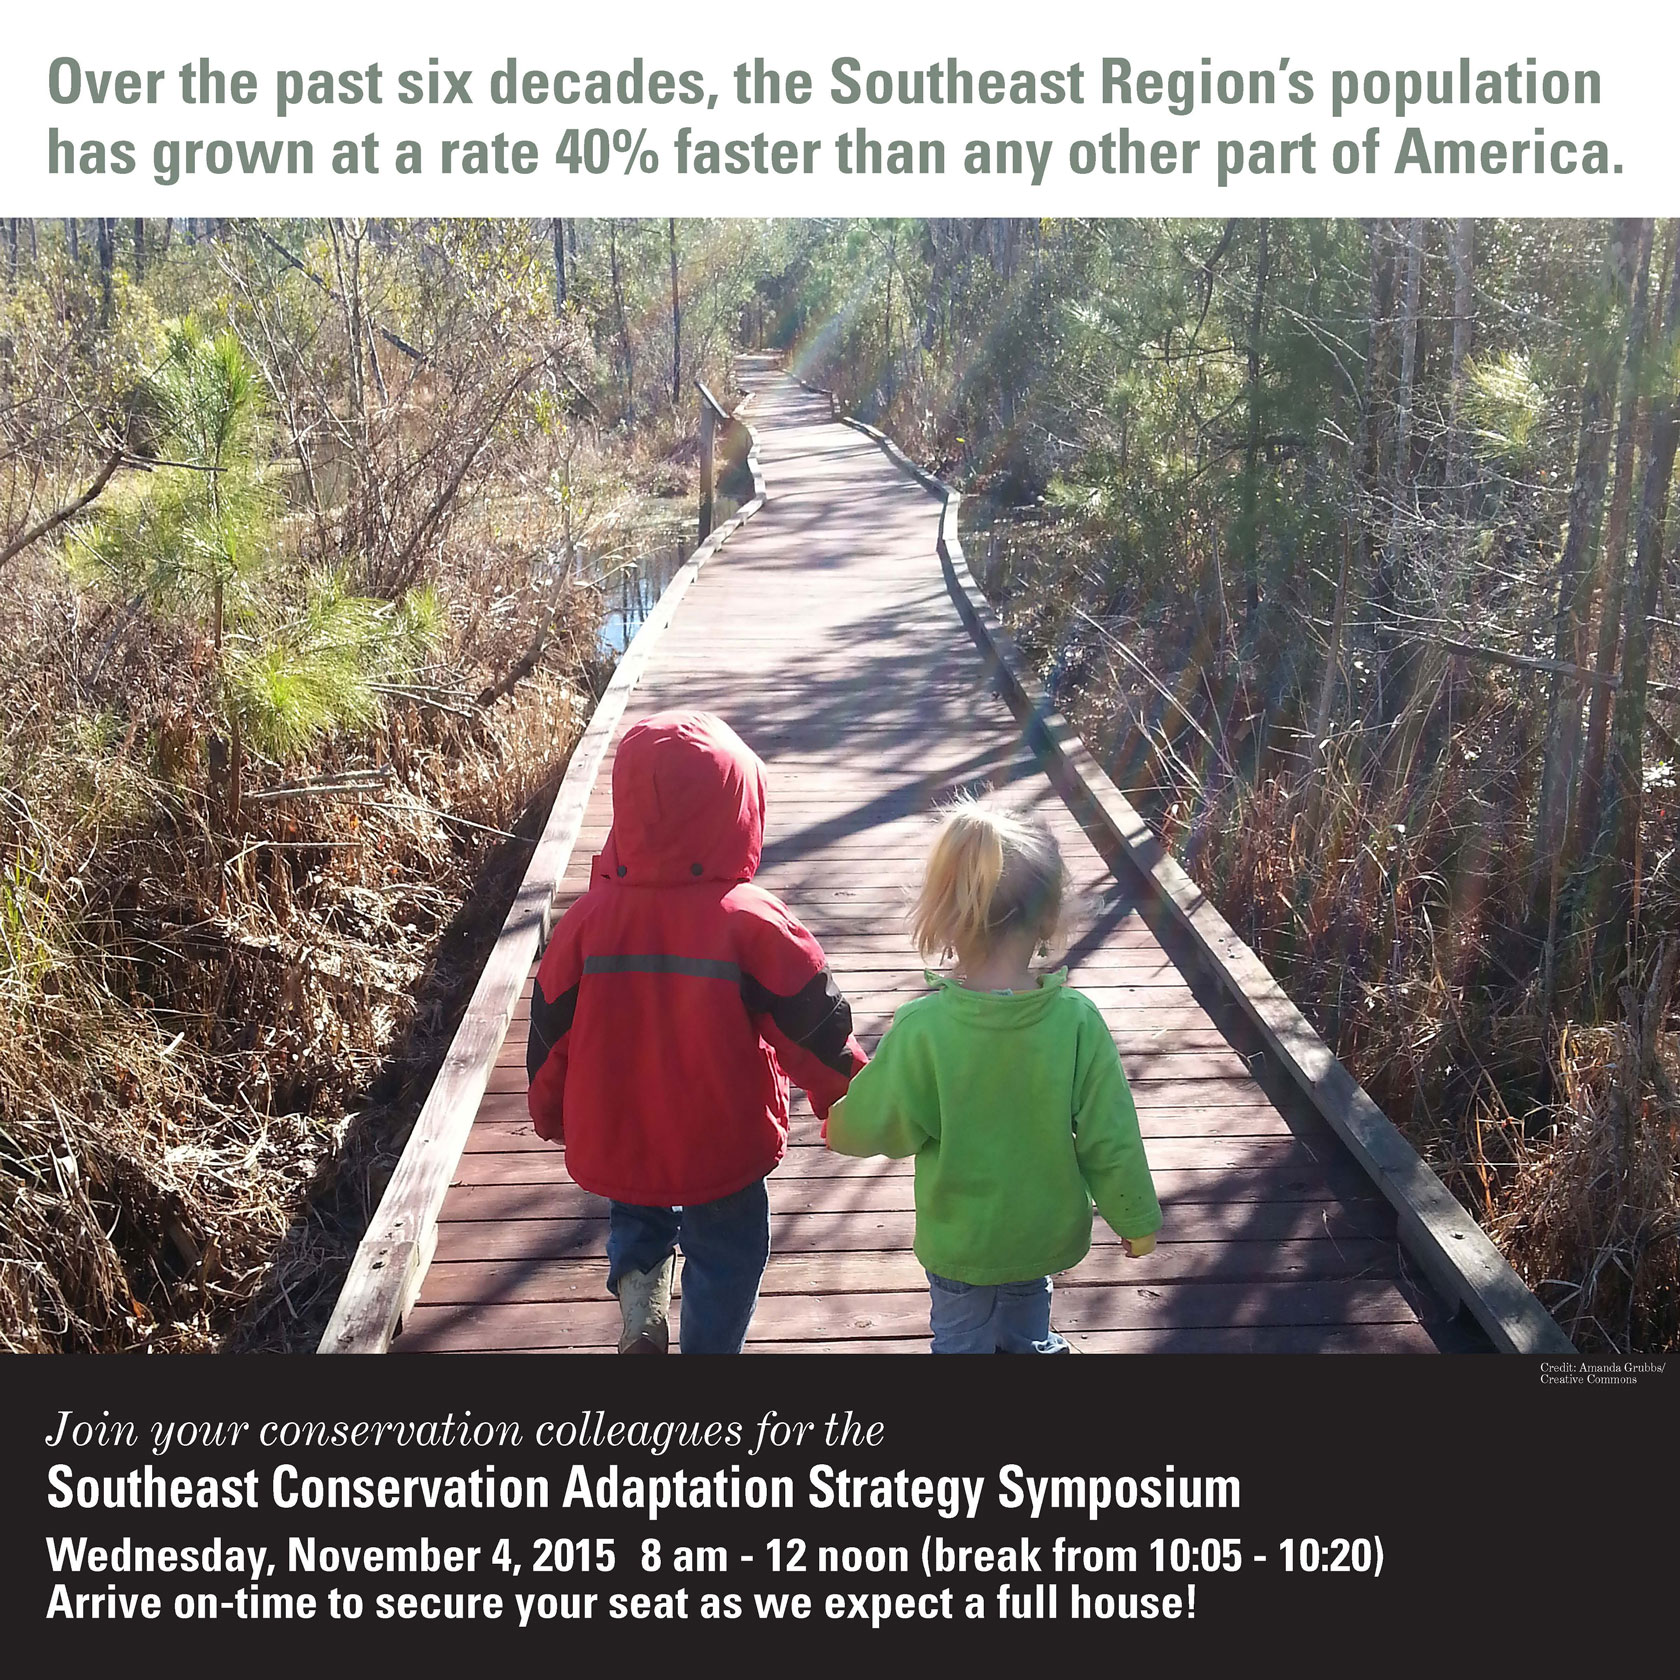 Over the past six decades, the Southeast Region’s population
has grown at a rate 40% faster than any other part of America.
Credit: Amanda Grubbs/
Creative Commons
Join your conservation colleagues for the
Southeast Conservation Adaptation Strategy Symposium
Wednesday, November 4, 2015 8 am - 12 noon (break from 10:05 - 10:20)
Arrive on-time to secure your seat as we expect a full house!